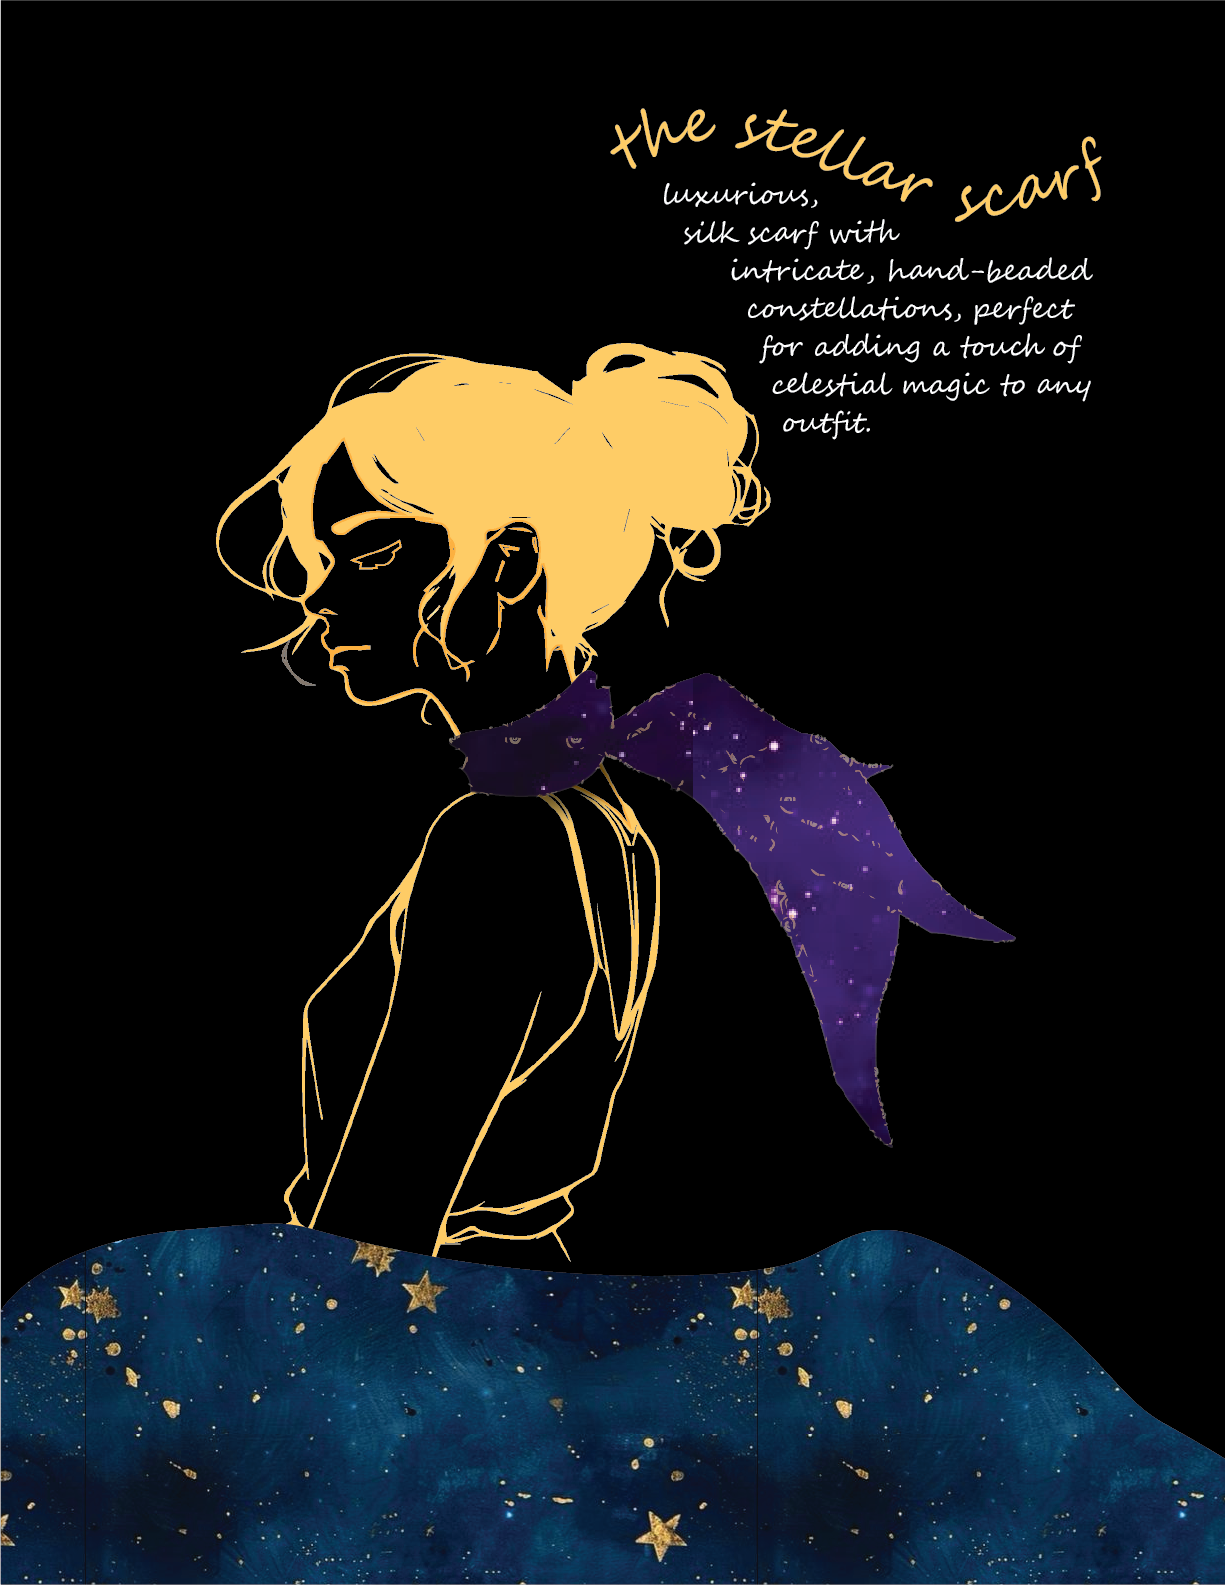 the stellar scarf
luxurious,
silk scarf with
intricate, hand-beaded
constellations, perfect
for adding a touch of
celestial magic to any
outfit.